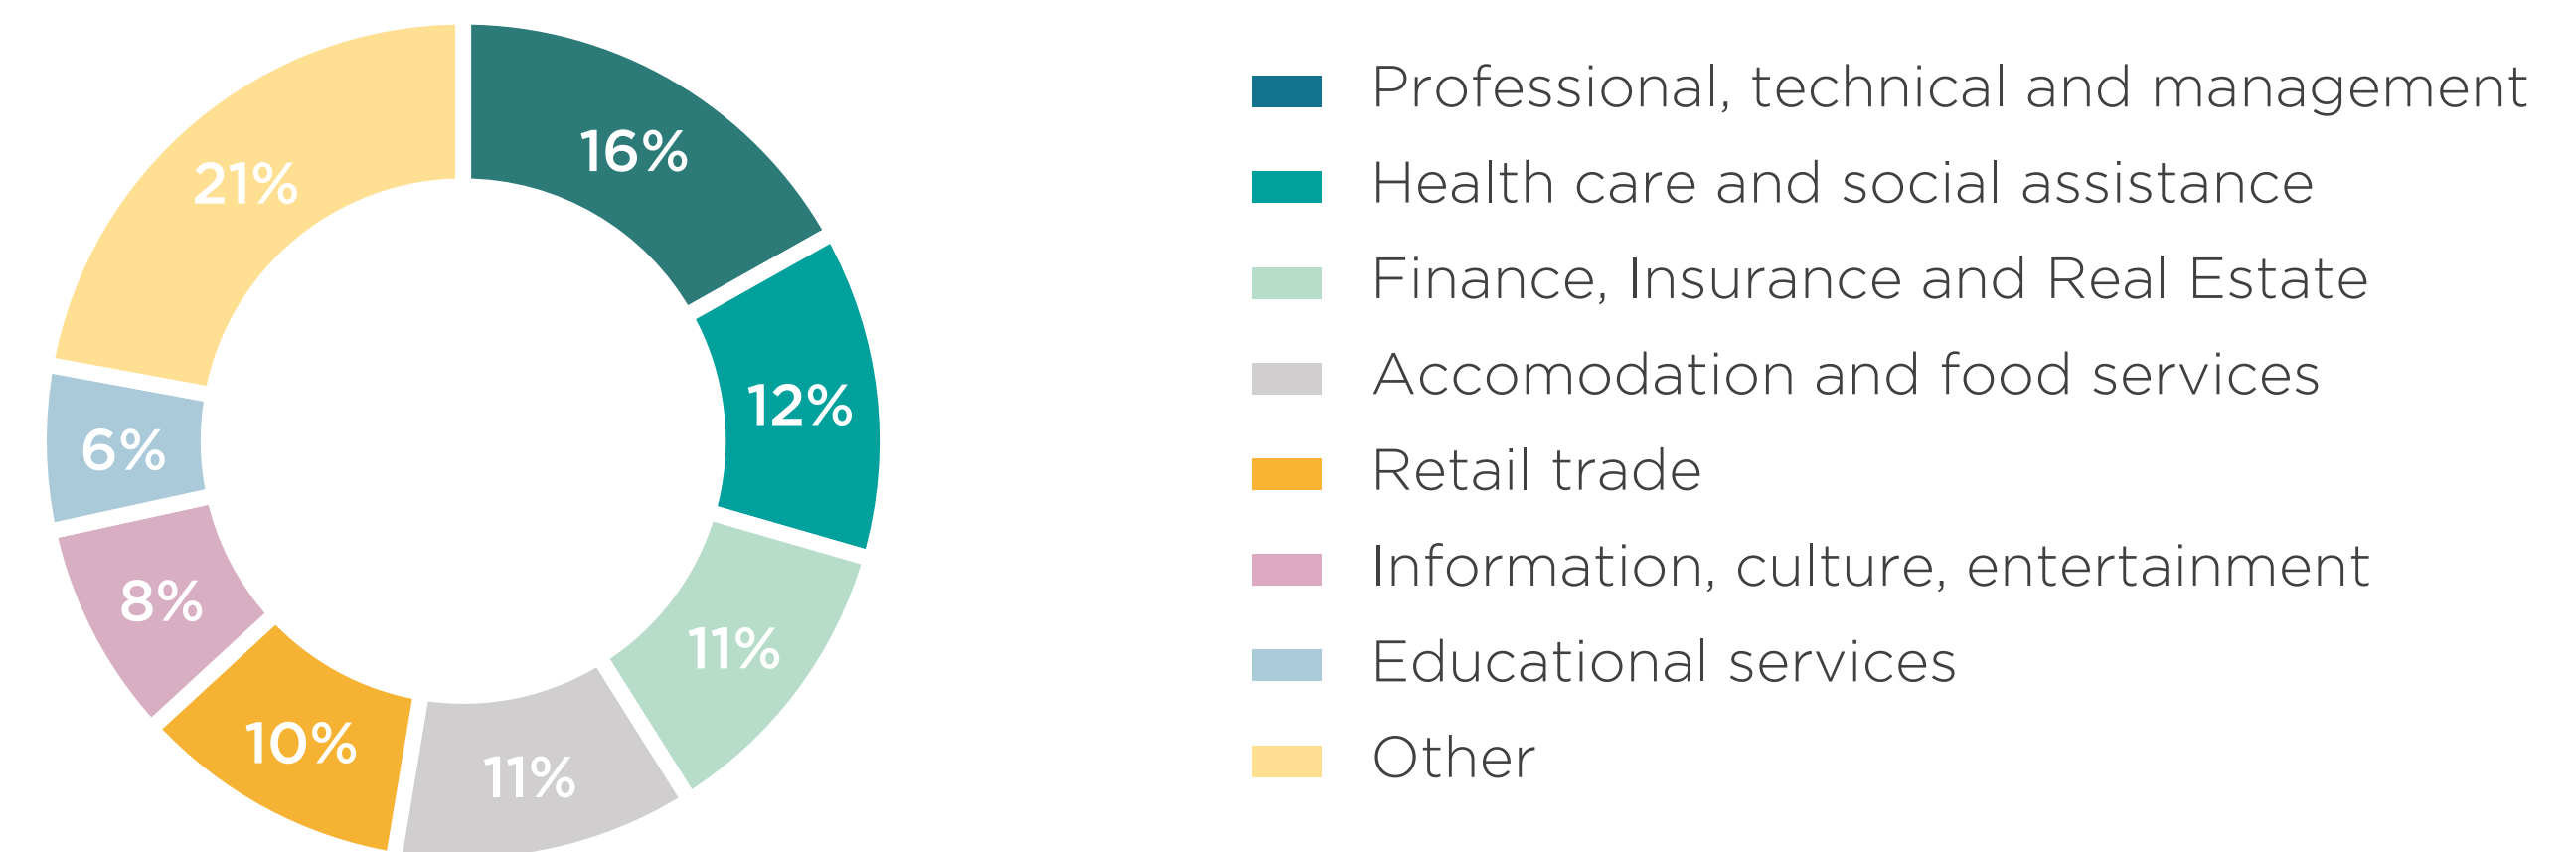 16%
12%
11%
11%
10%
8%
6%
21%
Professional, technical and management
Health care and social assistance
Finance, Insurance and Real Estate
Accomodation and food services
Retail trade
Information, culture, entertainment
Educational services
Other